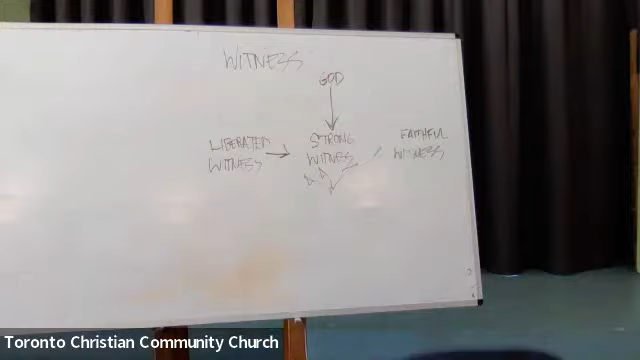 WITNESS
GOD
LIBERATED
WITNESS
STRONG
WITNESS
FAITHFUL
WITNESS
Toronto Christian Community Church